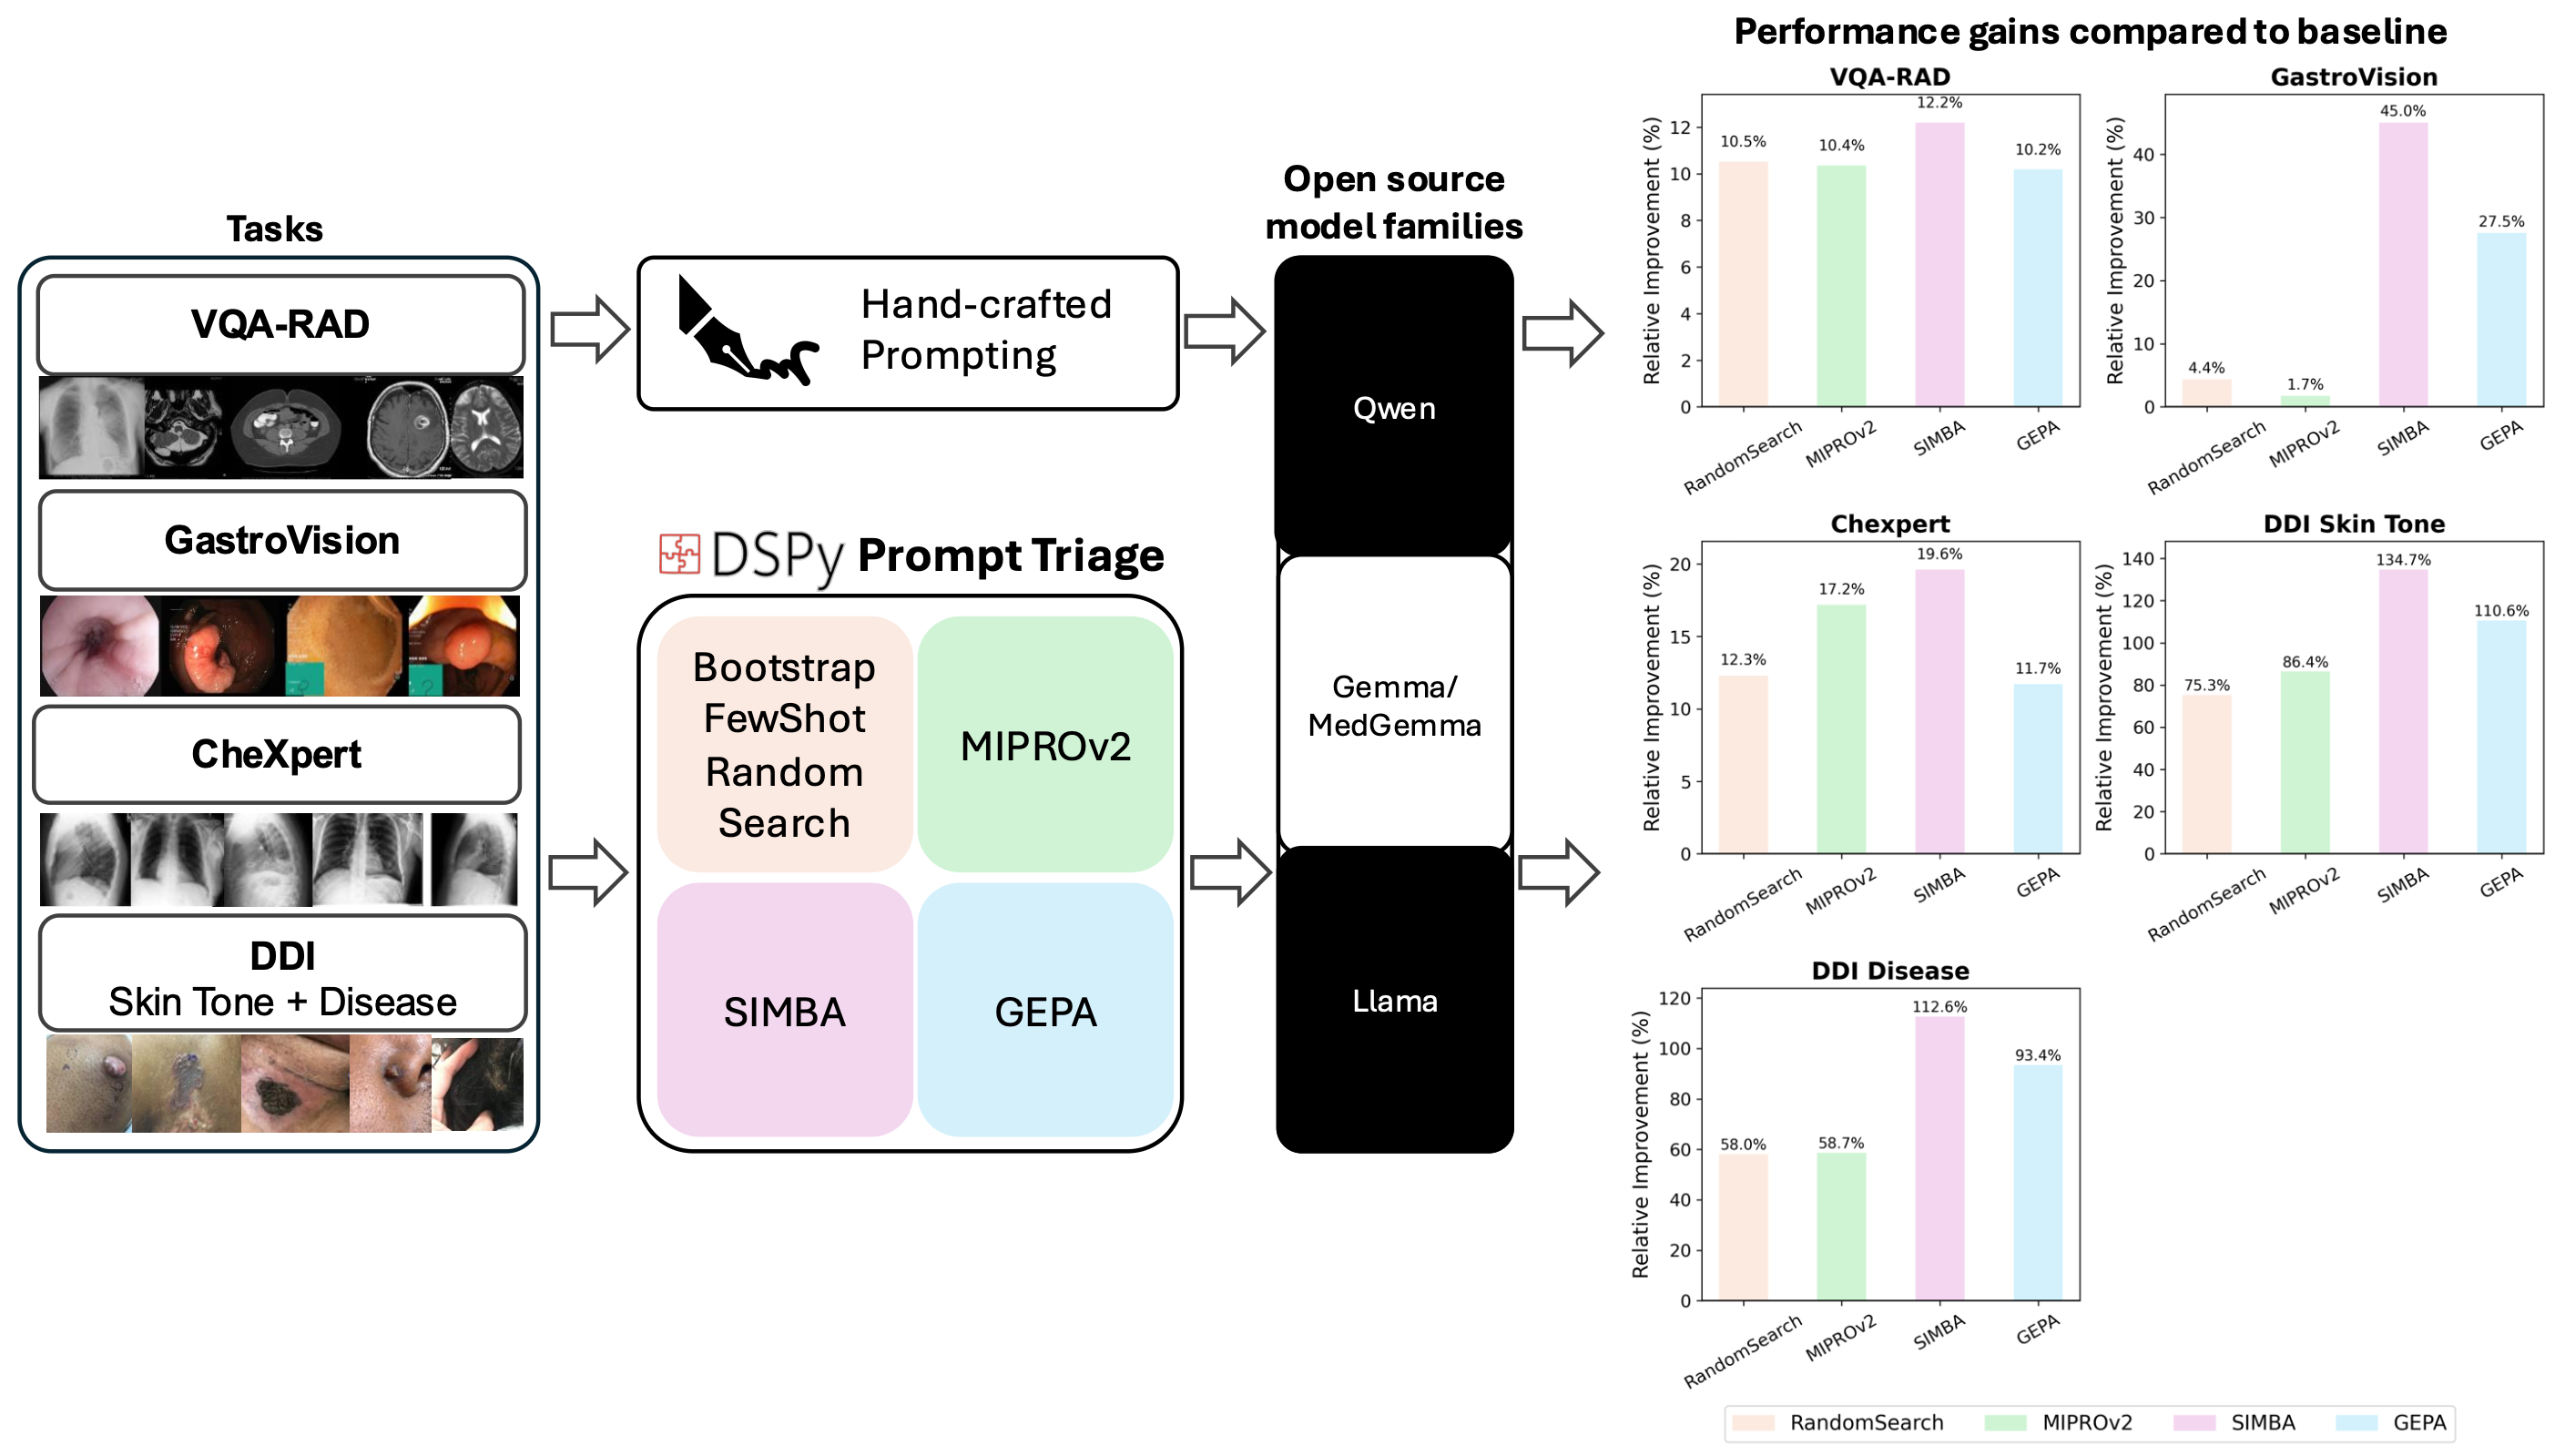 Tasks
VQA-RAD
GastroVision
CheXpert
DDI
Skin Tone + Disease
Hand-crafted
Prompting
DSPy Prompt Triage
Bootstrap
FewShot
Random
Search
MIPROv2
SIMBA
GEPA
Open source
model families
Qwen
Gemma/
MedGemma
Llama
Performance gains compared to baseline
VQA-RAD
Relative Improvement (%)
12
10
8
6
4
2
0
10.5%
10.4%
12.2%
10.2%
RandomSearch
MIPROv2
SIMBA
GEPA
GastroVision
Relative Improvement (%)
40
30
20
10
0
4.4%
1.7%
45.0%
27.5%
RandomSearch
MIPROv2
SIMBA
GEPA
Chexpert
Relative Improvement (%)
20
15
10
5
0
12.3%
17.2%
19.6%
11.7%
RandomSearch
MIPROv2
SIMBA
GEPA
DDI Skin Tone
Relative Improvement (%)
140
120
100
80
60
40
20
0
75.3%
86.4%
134.7%
110.6%
RandomSearch
MIPROv2
SIMBA
GEPA
DDI Disease
Relative Improvement (%)
120
100
80
60
40
20
0
58.0%
58.7%
112.6%
93.4%
RandomSearch
MIPROv2
SIMBA
GEPA
RandomSearch MIPROv2 SIMBA GEPA